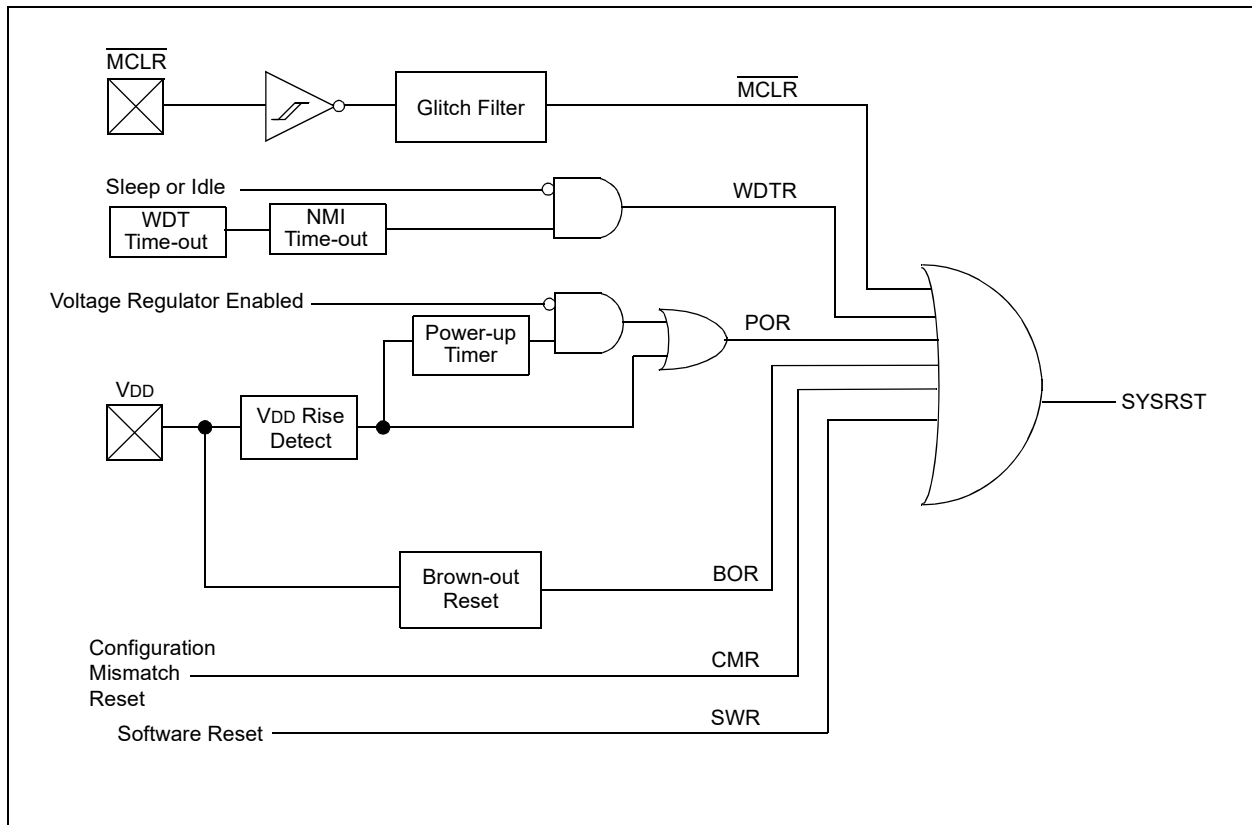 MCLR
Glitch Filter
MCLR
Sleep or Idle
WDTR
WDT
Time-out
NMI
Time-out
Voltage Regulator Enabled
Power-up
Timer
POR
VDD
VDD Rise
Detect
SYSRST
Brown-out
Reset
BOR
Configuration
Mismatch
Reset
CMR
Software Reset
SWR